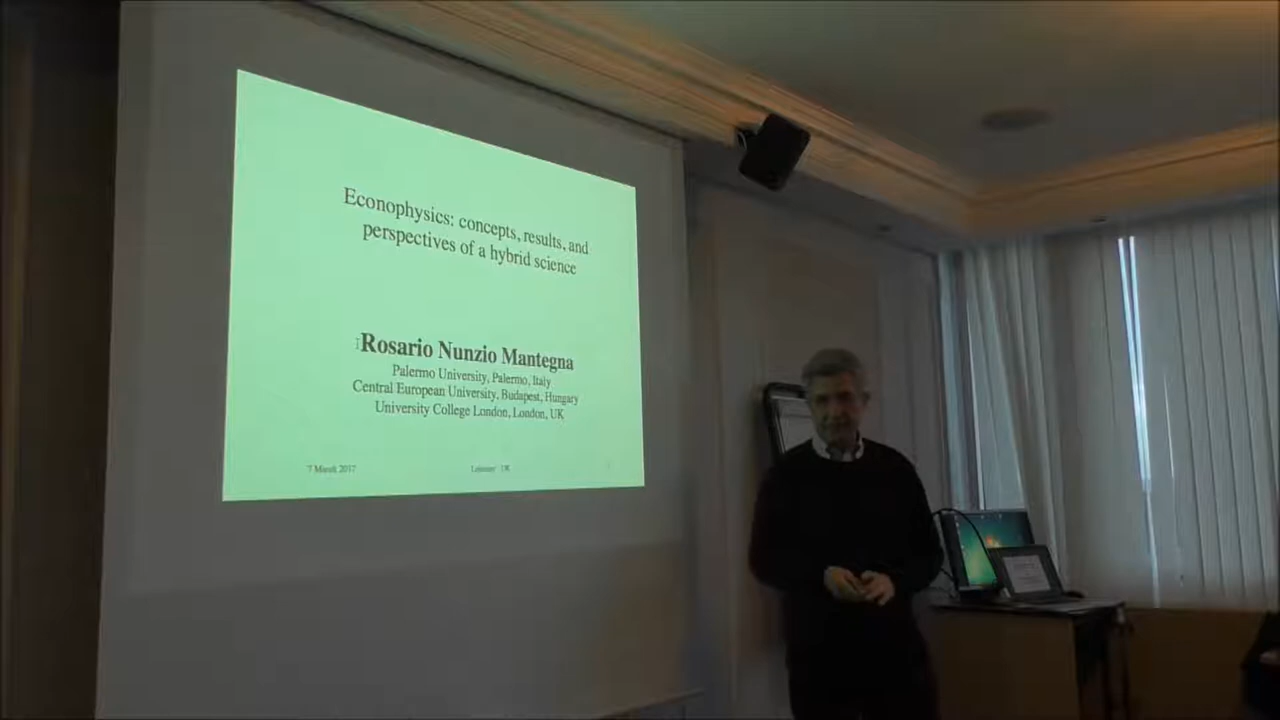 Econophysics: concepts, results, and
perspectives of a hybrid science
Rosario Nunzio Mantegna
Palermo University, Palermo, Italy
Central European University, Budapest, Hungary
University College London, London, UK
7 March 2017
UK